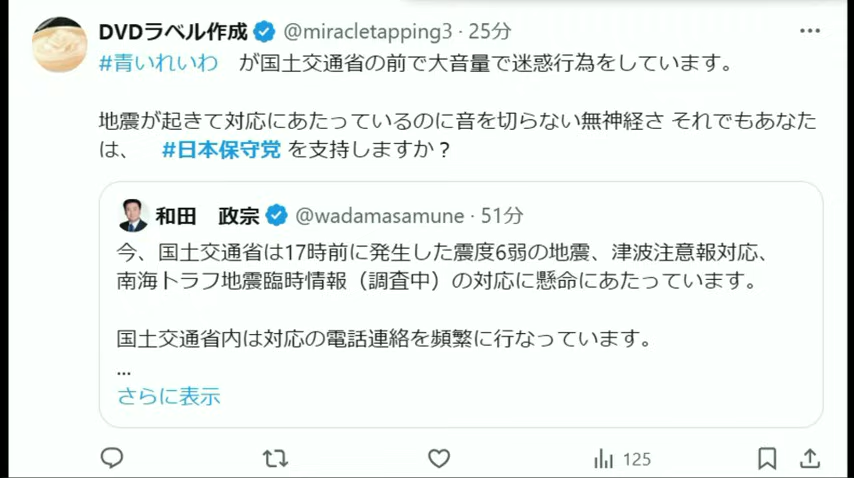 DVDラベル作成 @miracletapping3 · 25分
#青いれいわ が国土交通省の前で大音量で迷惑行為をしています。
地震が起きて対応にあたっているのに音を切らない無神経さ それでもあなた
は、 #日本保守党 を支持しますか？
和田 政宗 @wadamasamune · 51分
今、国土交通省は17時前に発生した震度6弱の地震、津波注意報対応、
南海トラフ地震臨時情報（調査中）の対応に懸命にあたっています。
国土交通省内は対応の電話連絡を頻繁に行なっています。
...
さらに表示
125